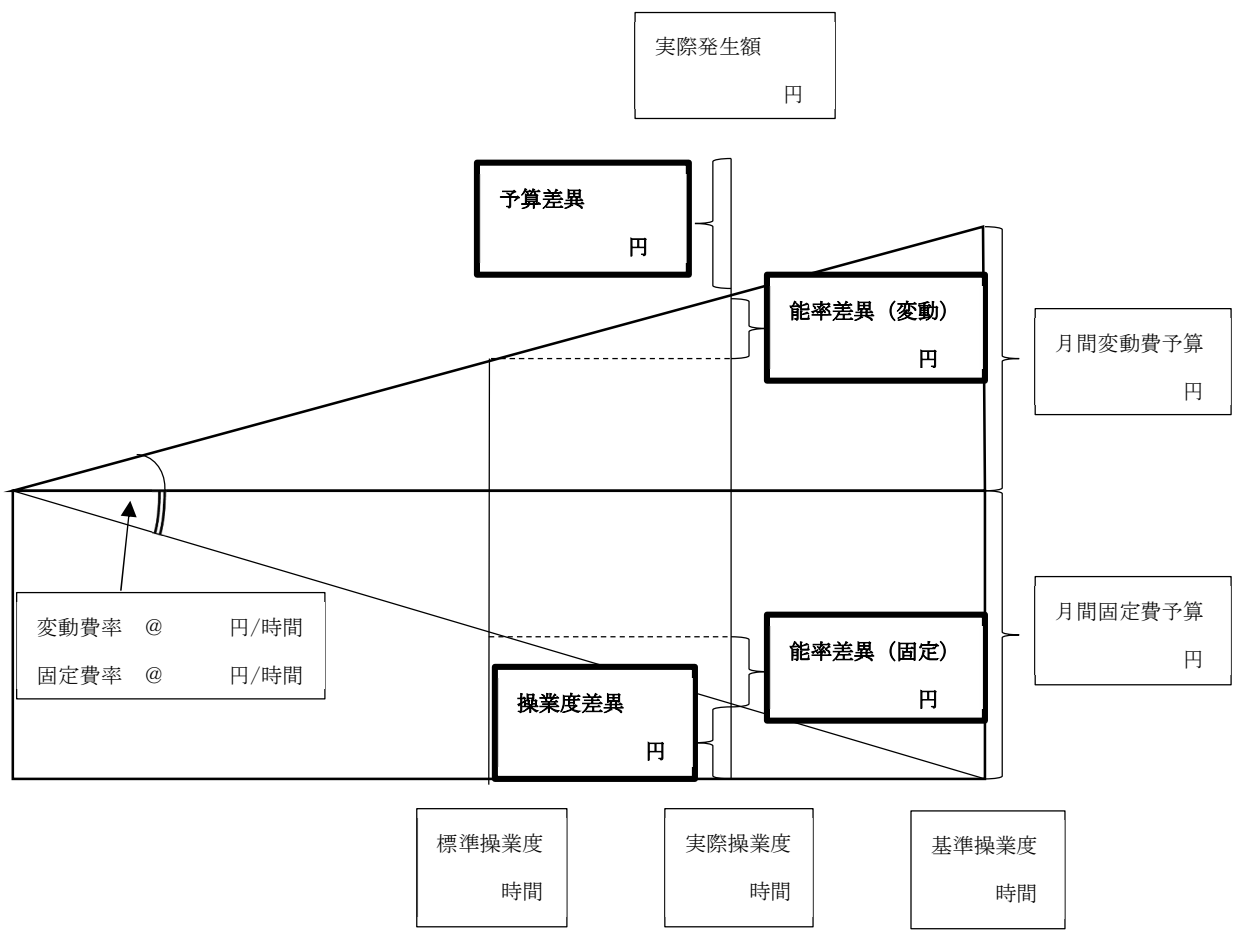 実際発生額
円
予算差異
円
能率差異（変動）
円
月間変動費予算
円
変動費率　@　　　円/時間
固定費率　@　　　円/時間
月間固定費予算
円
能率差異（固定）
円
操業度差異
円
標準操業度
時間
実際操業度
時間
基準操業度
時間